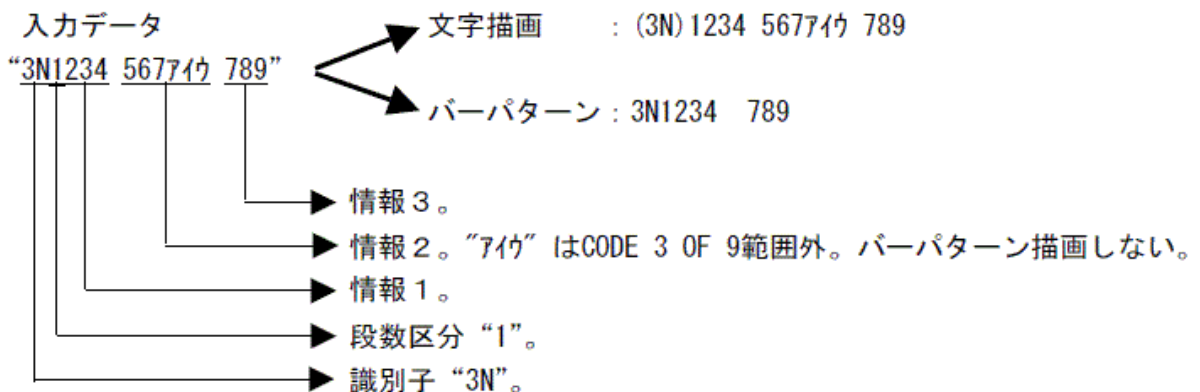 入力データ
“3N1234 567ｱｲｳ 789”
文字描画　　：(3N)1234 567ｱｲｳ 789
バーパターン：3N1234  789
情報３。
情報２。″ｱｲｳ″ はCODE 3 OF 9範囲外。バーパターン描画しない。
情報１。
段数区分“1”。
識別子“3N”。